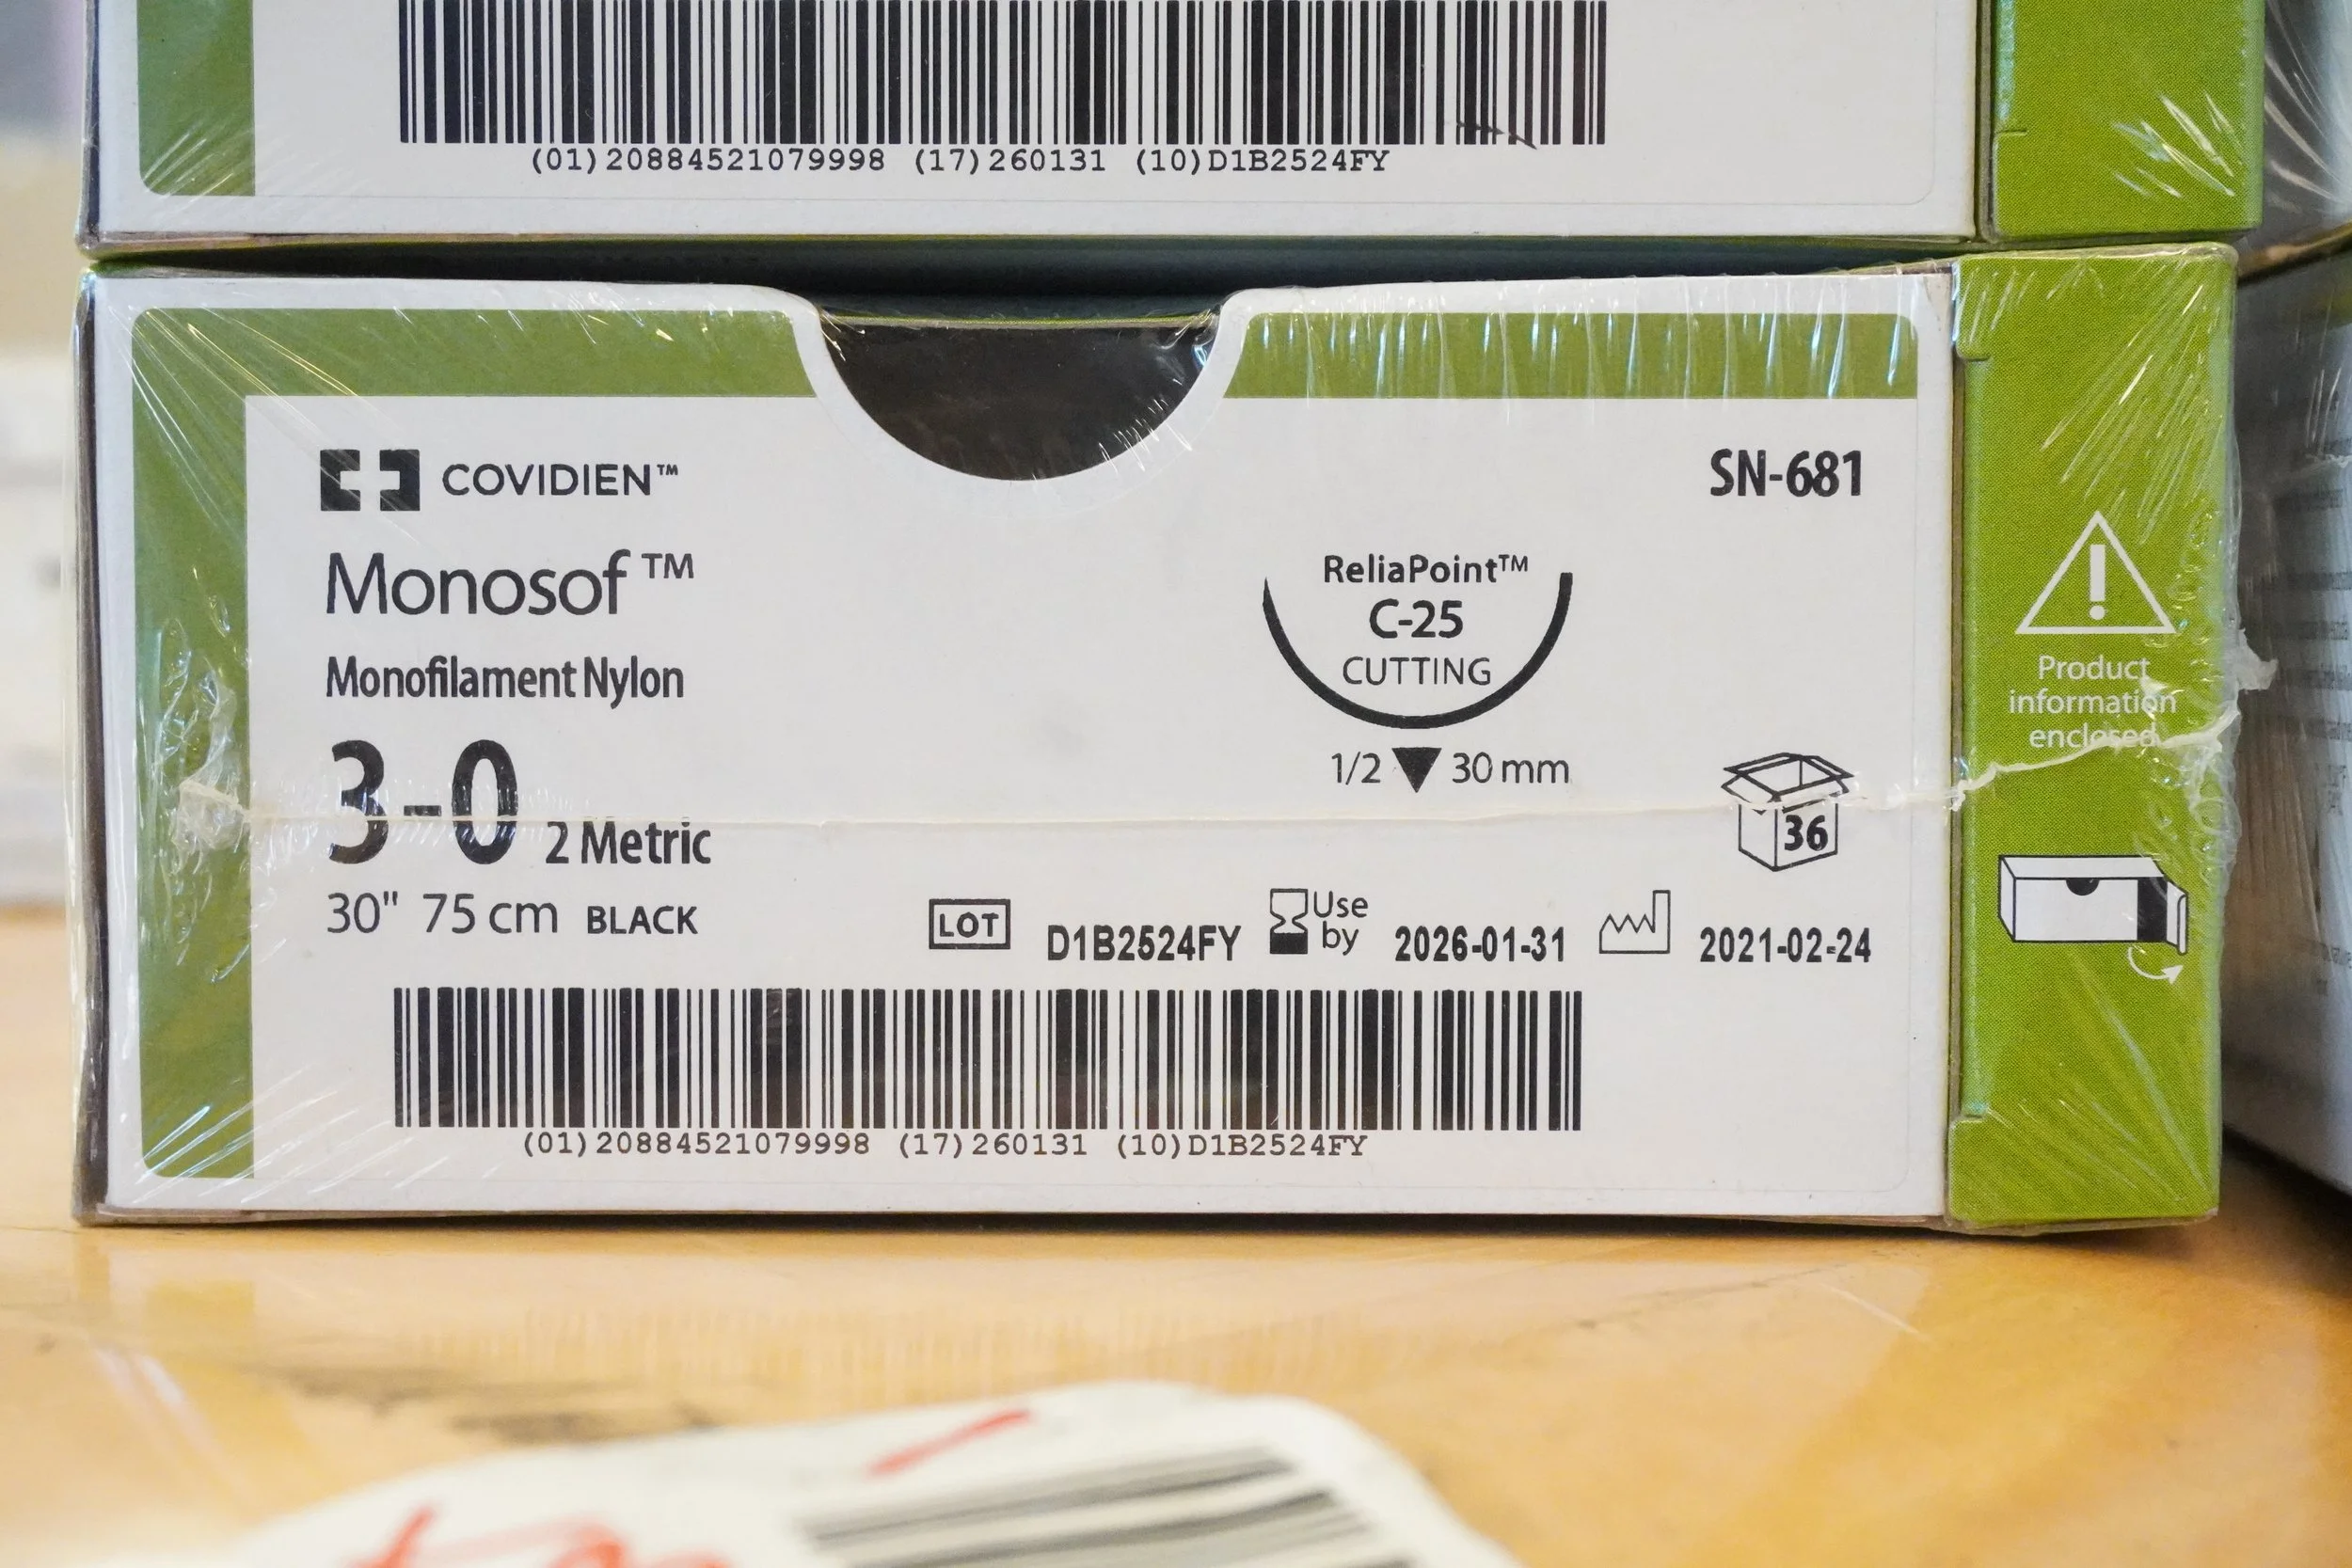 (01)20884521079998 (17)260131 (10)D1B2524FY
COVIDIEN™
SN-681
Monosof™
Monofilament Nylon
3-0 2 Metric
30" 75 cm BLACK
ReliaPoint™
C-25
CUTTING
1/2 30 mm
36
LOT D1B2524FY Use by 2026-01-31 2021-02-24
(01)20884521079998 (17)260131 (10)D1B2524FY
Product
information
enclosed